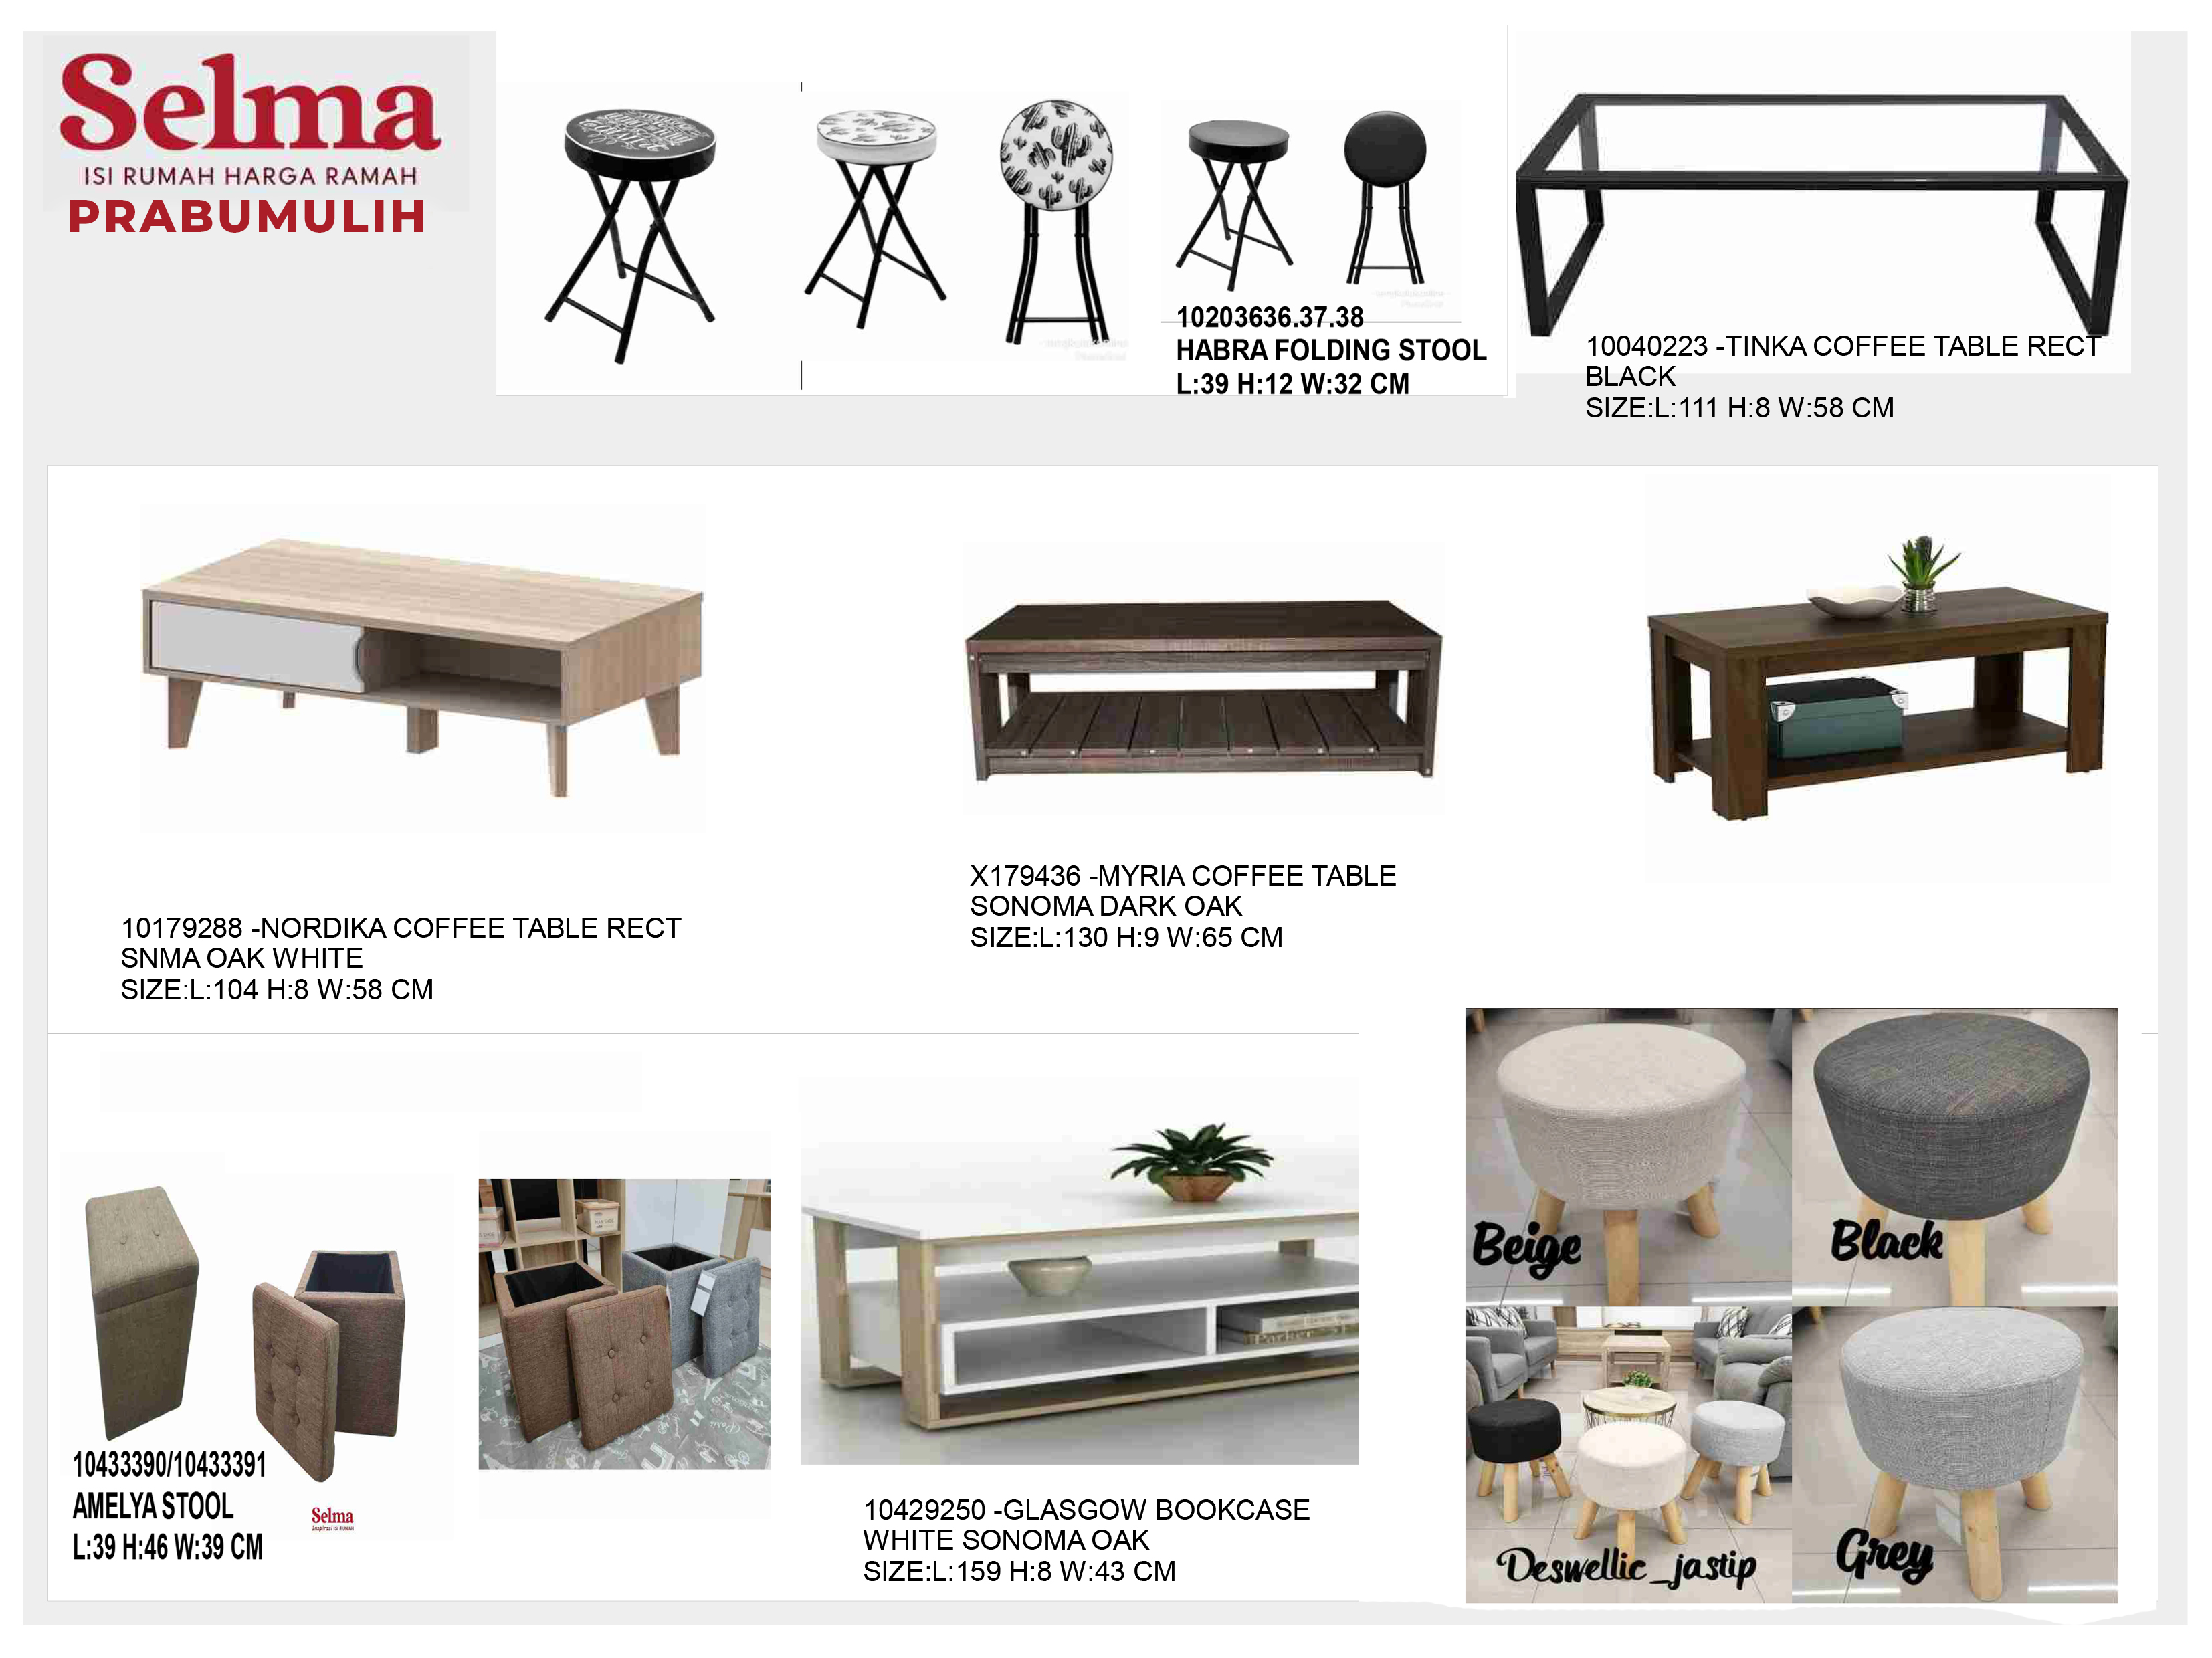 Selma
ISI RUMAH HARGA RAMAH
PRABUMULIH
10203636.37.38
HABRA FOLDING STOOL
L:39 H:12 W:32 CM
10040223 -TINKA COFFEE TABLE RECT
BLACK
SIZE:L:111 H:8 W:58 CM
10179288 -NORDIKA COFFEE TABLE RECT
SNMA OAK WHITE
SIZE:L:104 H:8 W:58 CM
X179436 -MYRIA COFFEE TABLE
SONOMA DARK OAK
SIZE:L:130 H:9 W:65 CM
10433390/10433391
AMELYA STOOL
L:39 H:46 W:39 CM
Selma
10429250 -GLASGOW BOOKCASE
WHITE SONOMA OAK
SIZE:L:159 H:8 W:43 CM
Beige
Black
Deswellic_jastip
Grey